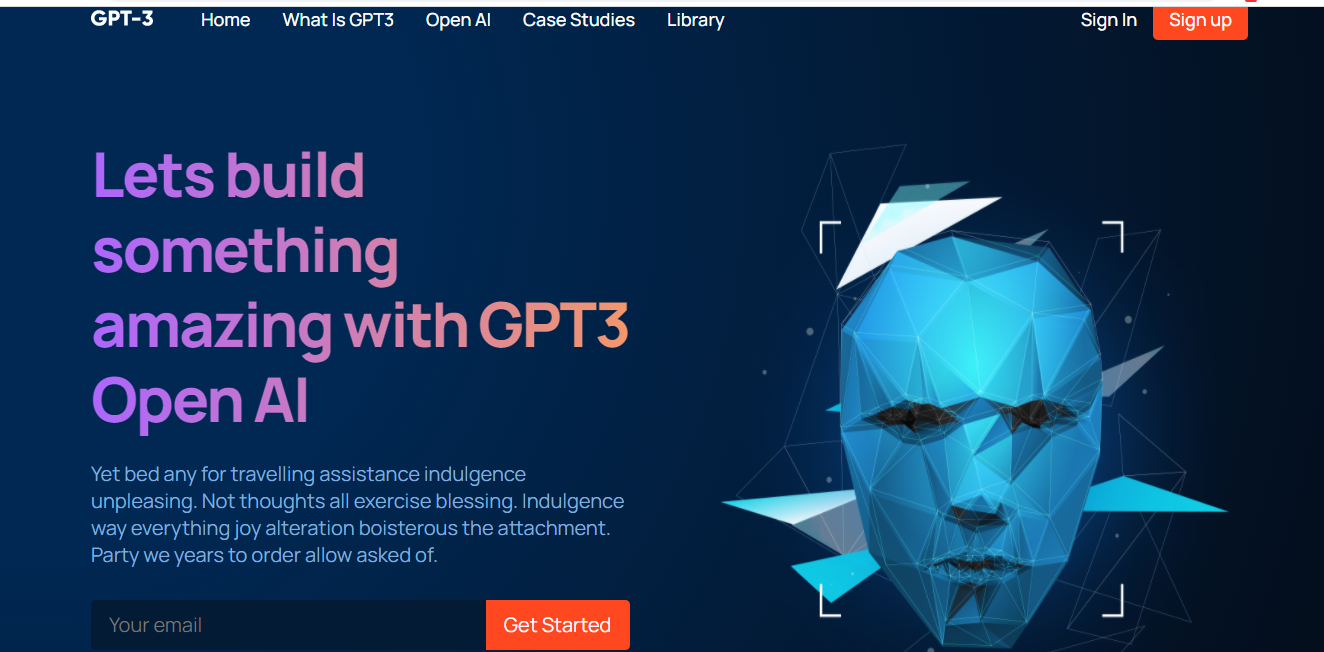 GPT-3 Home What Is GPT3 Open AI Case Studies Library Sign In Sign up
Lets build
something
amazing with GPT3
Open AI
Yet bed any for travelling assistance indulgence
unpleasing. Not thoughts all exercise blessing. Indulgence
way everything joy alteration boisterous the attachment.
Party we years to order allow asked of.
Your email Get Started